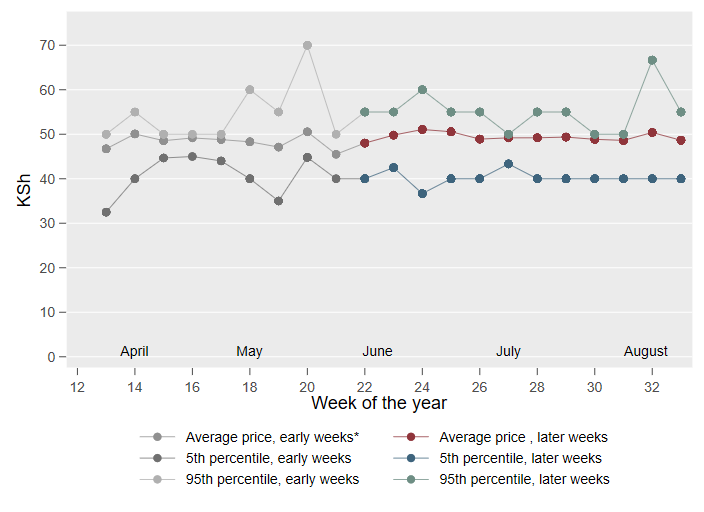 70
60
50
KSh
40
30
20
10
0
April May June July August
12 14 16 18 20 22 24 26 28 30 32
Week of the year
Average price, early weeks* Average price , later weeks
5th percentile, early weeks 5th percentile, later weeks
95th percentile, early weeks 95th percentile, later weeks